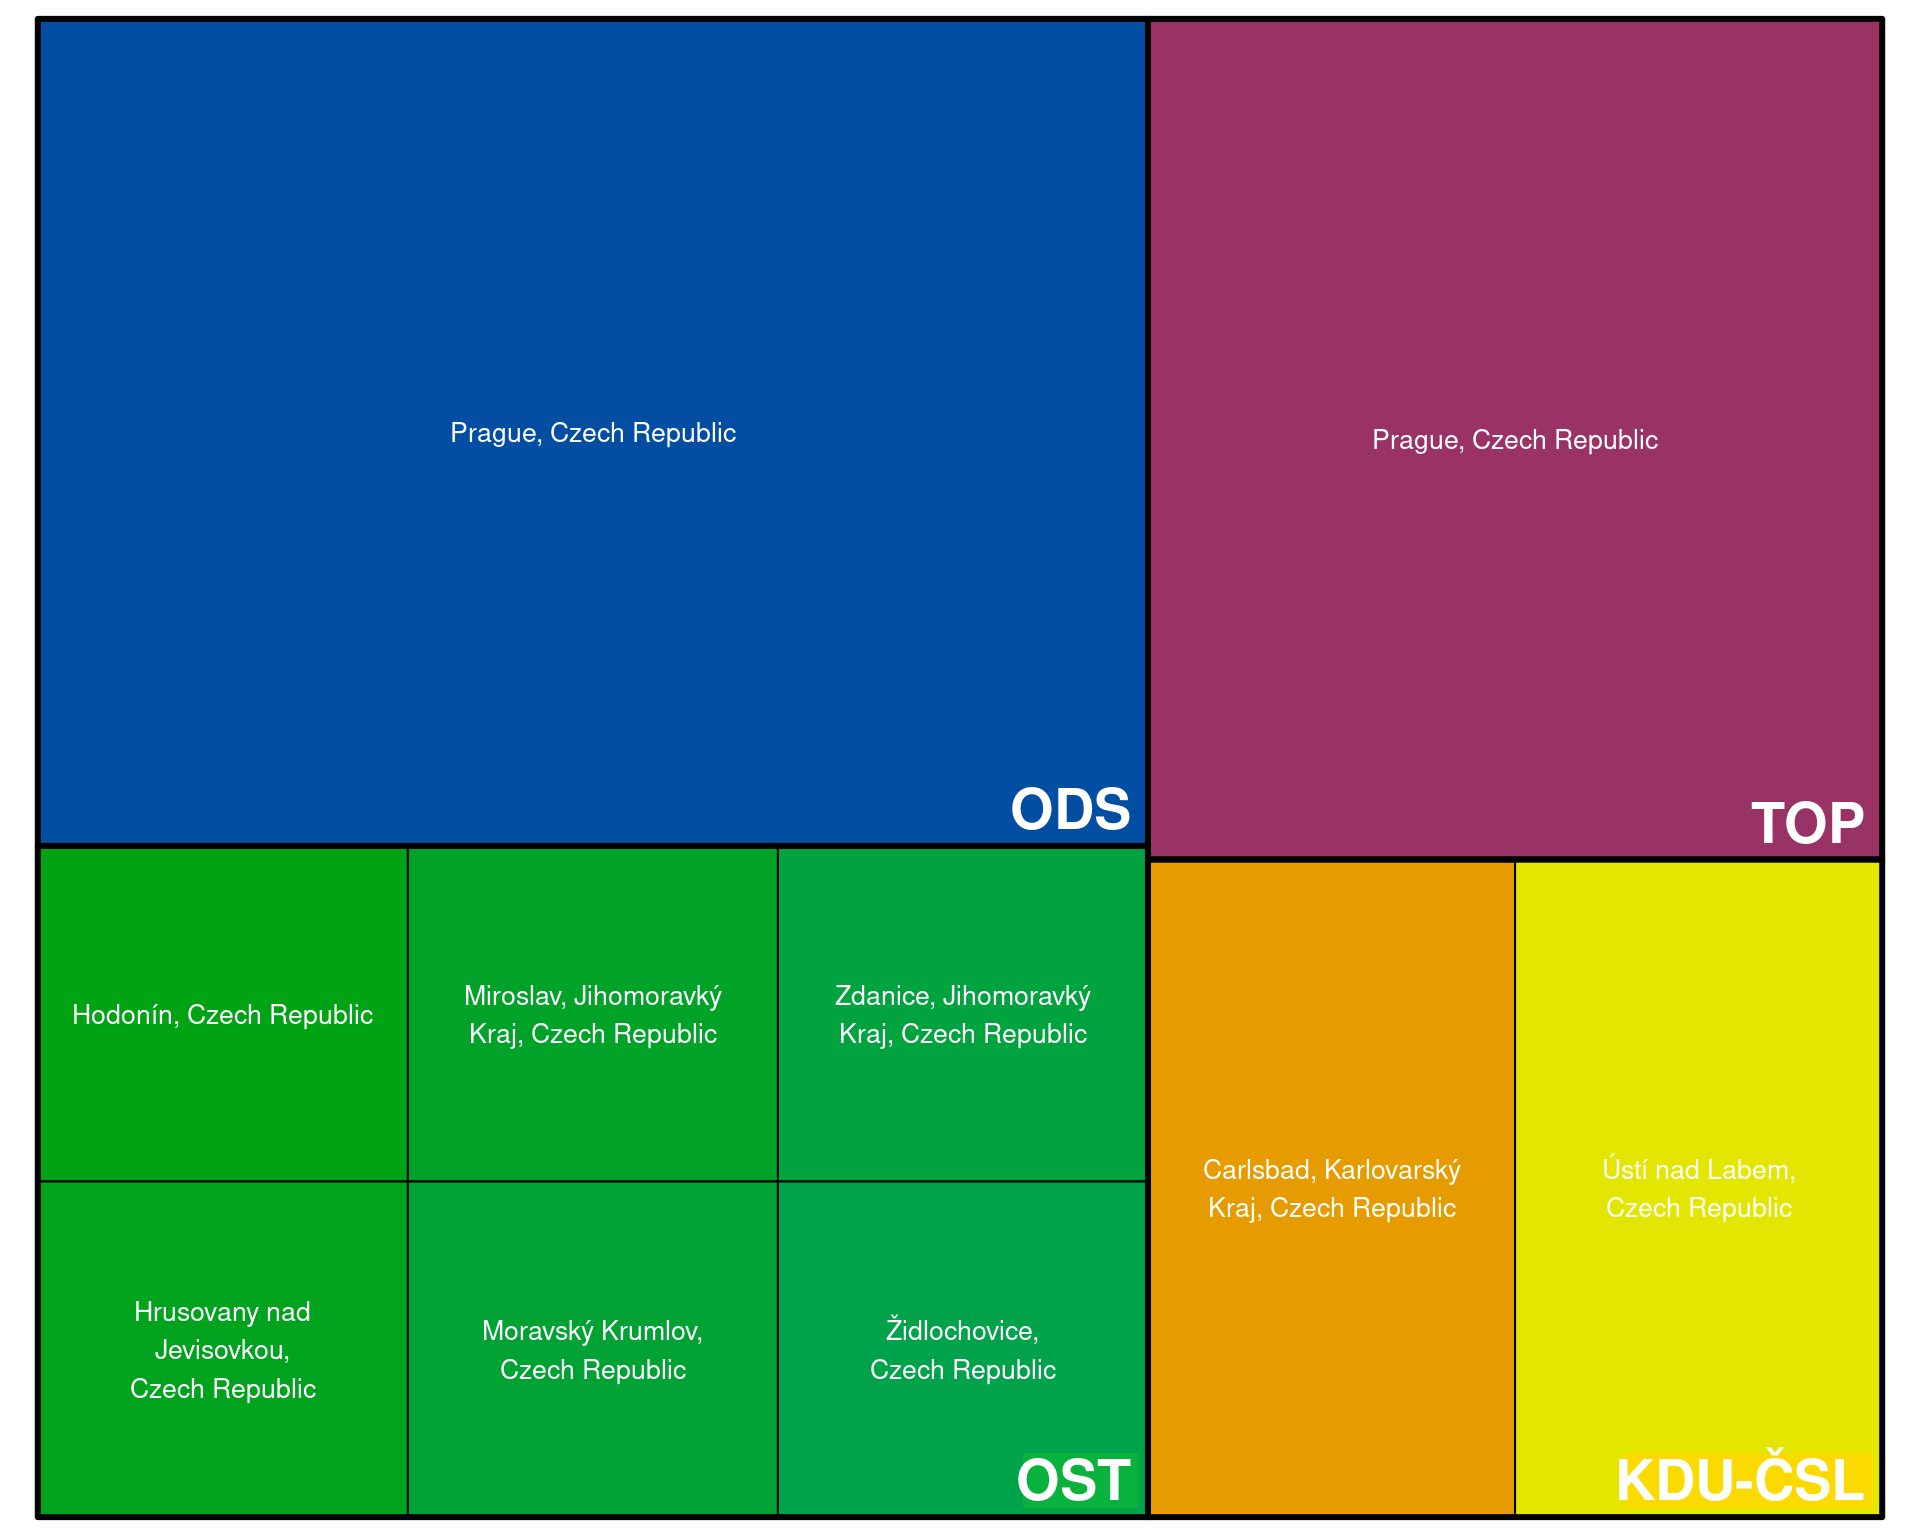 Prague, Czech Republic
ODS
Prague, Czech Republic
TOP
Hodonín, Czech Republic
Miroslav, Jihomoravký
Kraj, Czech Republic
Zdanice, Jihomoravký
Kraj, Czech Republic
Hrusovany nad
Jevisovkou,
Czech Republic
Moravský Krumlov,
Czech Republic
Židlochovice,
Czech Republic
OST
Carlsbad, Karlovarský
Kraj, Czech Republic
Ústí nad Labem,
Czech Republic
KDU-ČSL